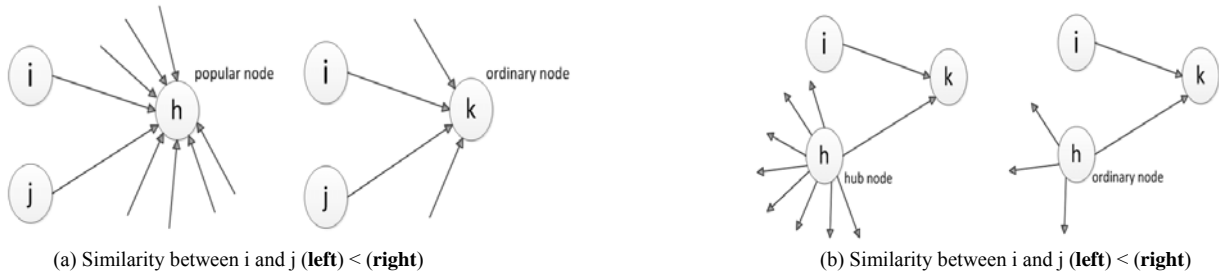 i
popular node
h
j
i
ordinary node
k
j
(a) Similarity between i and j (left) < (right)
i
k
h
hub node
i
k
h
ordinary node
(b) Similarity between i and j (left) < (right)